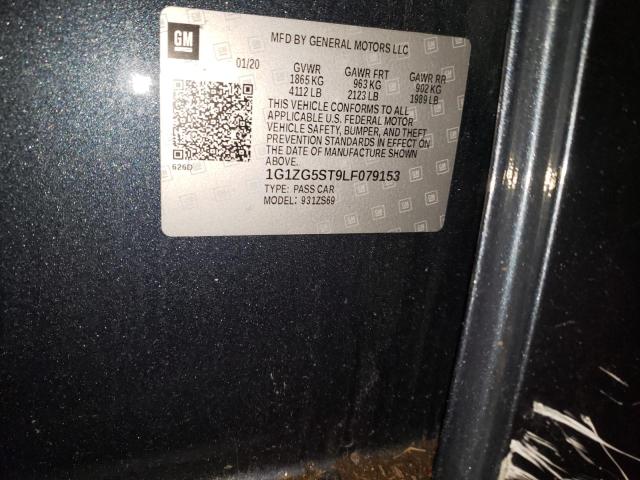 GM
MFD BY GENERAL MOTORS LLC
01/20
GVWR GAWR FRT GAWR RR
1865 KG 963 KG 902 KG
4112 LB 2123 LB 1989 LB
THIS VEHICLE CONFORMS TO ALL
APPLICABLE U.S. FEDERAL MOTOR
VEHICLE SAFETY, BUMPER, AND THEFT
PREVENTION STANDARDS IN EFFECT ON
THE DATE OF MANUFACTURE SHOWN
ABOVE.
626D
1G1ZG5ST9LF079153
TYPE: PASS CAR
MODEL: 931ZS69